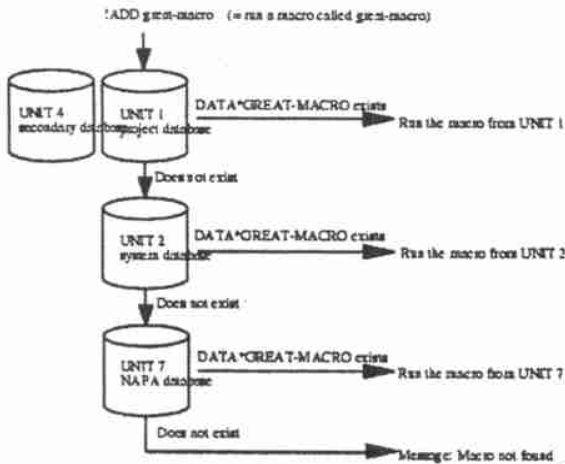 !ADD great-macro (= run a macro called great-macro)
UNIT 4
secondary database
UNIT 1
project database
DATA*GREAT-MACRO exists
Run the macro from UNIT 1
Does not exist
UNIT 2
system database
DATA*GREAT-MACRO exists
Run the macro from UNIT 2
Does not exist
UNIT 7
NAPA database
DATA*GREAT-MACRO exists
Run the macro from UNIT 7
Does not exist
Message: Macro not found